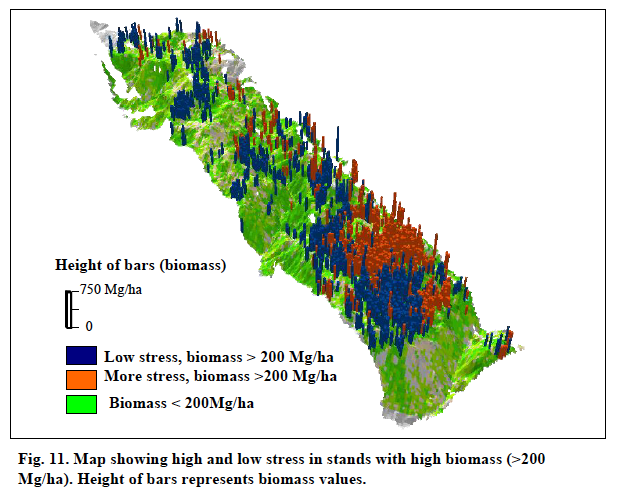 Height of bars (biomass)
750 Mg/ha
0
Low stress, biomass > 200 Mg/ha
More stress, biomass >200 Mg/ha
Biomass < 200Mg/ha
Fig. 11. Map showing high and low stress in stands with high biomass (>200
Mg/ha). Height of bars represents biomass values.